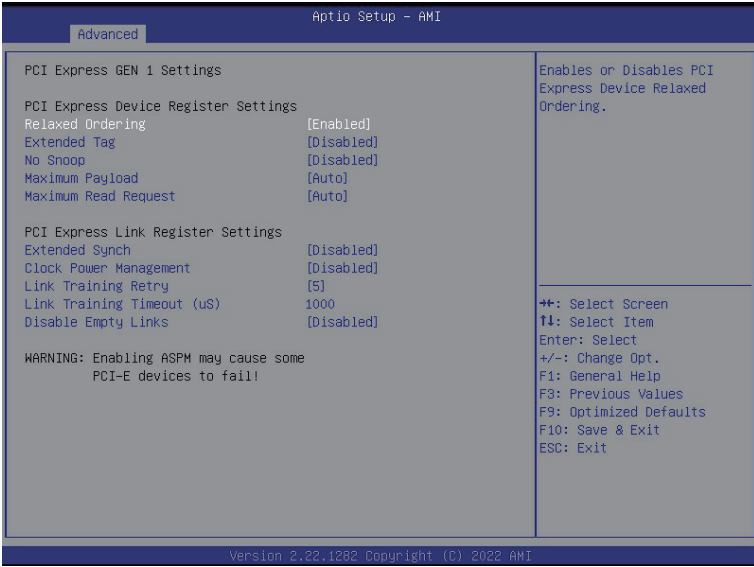 Aptio Setup – AMI
Advanced
PCI Express GEN 1 Settings
PCI Express Device Register Settings
Relaxed Ordering [Enabled]
Extended Tag [Disabled]
No Snoop [Disabled]
Maximum Payload [Auto]
Maximum Read Request [Auto]
PCI Express Link Register Settings
Extended Synch [Disabled]
Clock Power Management [Disabled]
Link Training Retry [5]
Link Training Timeout (uS) 1000
Disable Empty Links [Disabled]
WARNING: Enabling ASPM may cause some
PCI-E devices to fail!
Enables or Disables PCI
Express Device Relaxed
Ordering.
→←: Select Screen
↑↓: Select Item
Enter: Select
+/-: Change Opt.
F1: General Help
F3: Previous Values
F9: Optimized Defaults
F10: Save & Exit
ESC: Exit
Version 2.22.1282 Copyright (C) 2022 AMI